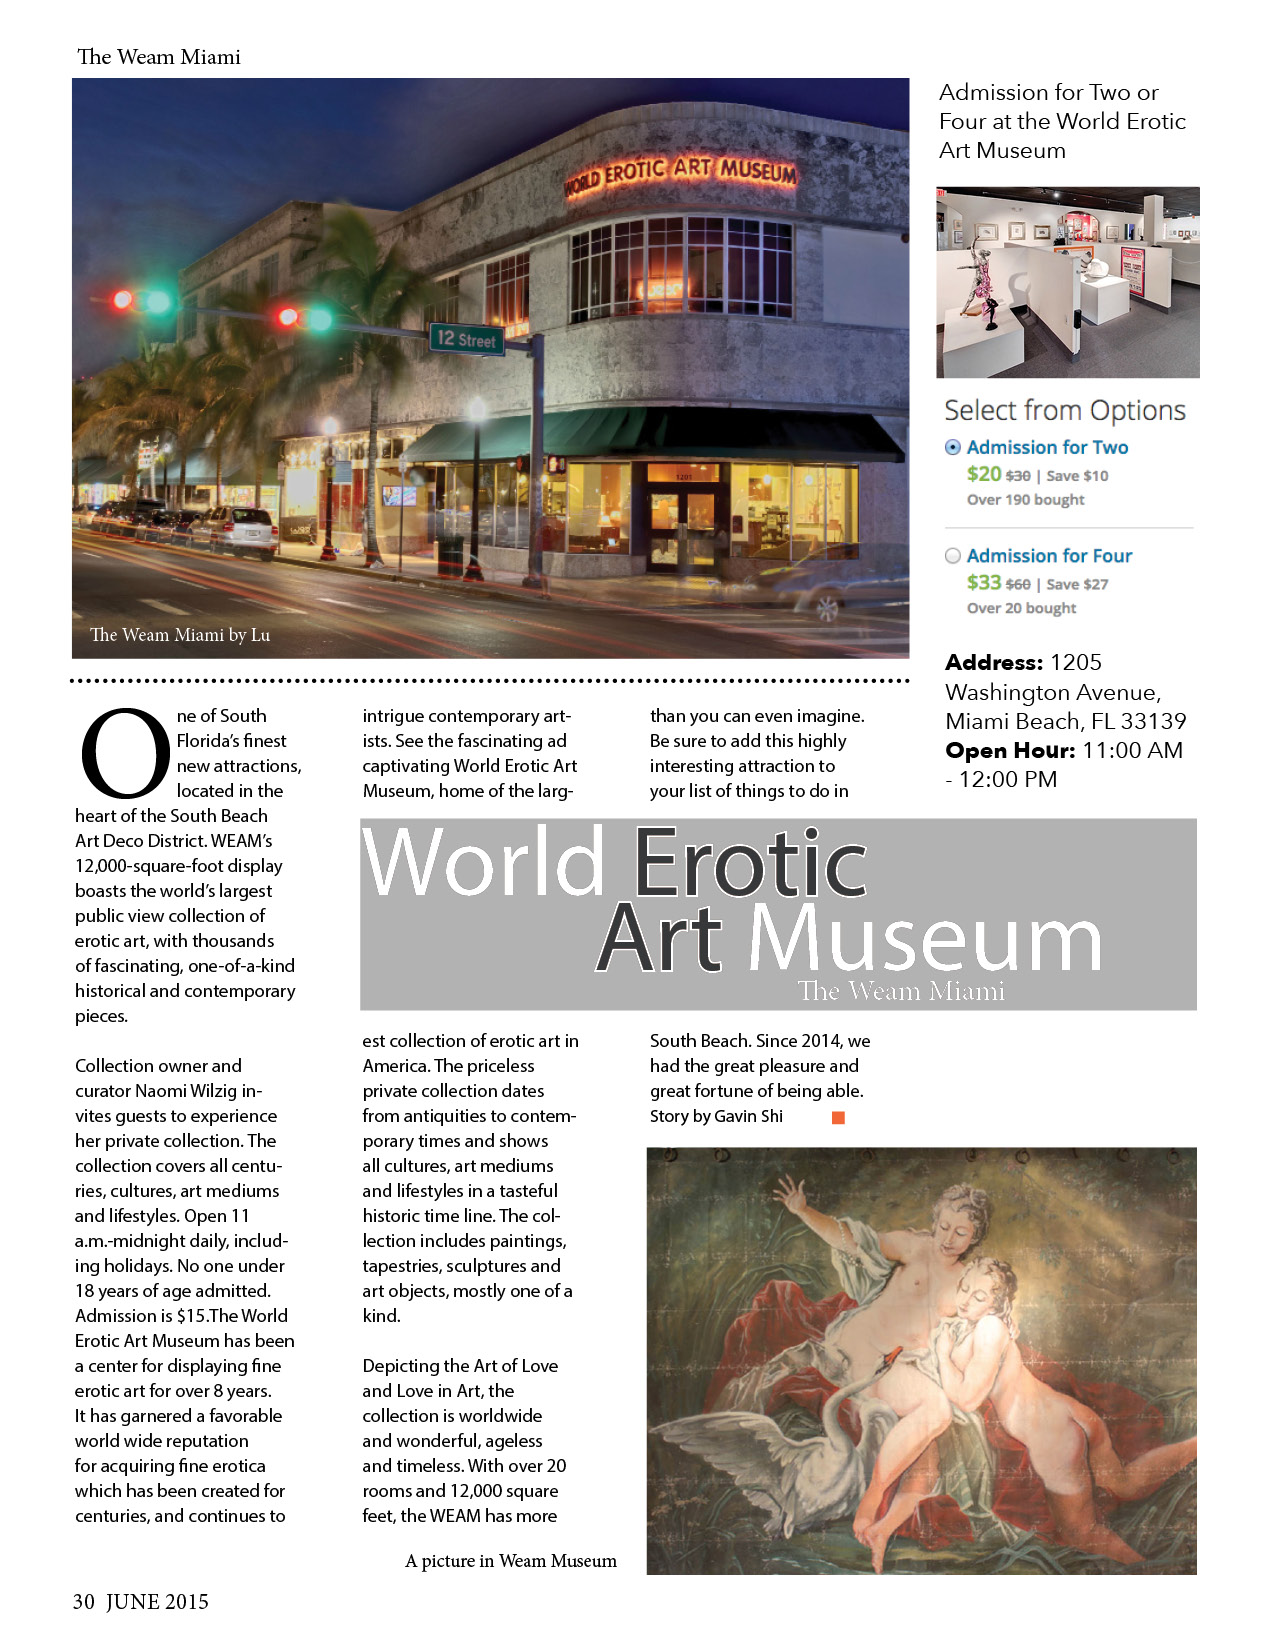 The Weam Miami
WORLD EROTIC ART MUSEUM
12 Street
1201
The Weam Miami by Lu
Admission for Two or
Four at the World Erotic
Art Museum
Select from Options
Admission for Two
$20 $30 | Save $10
Over 190 bought
Admission for Four
$33 $60 | Save $27
Over 20 bought
Address: 1205
Washington Avenue,
Miami Beach, FL 33139
Open Hour: 11:00 AM
- 12:00 PM
One of South
Florida's finest
new attractions,
located in the
heart of the South Beach
Art Deco District. WEAM's
12,000-square-foot display
boasts the world's largest
public view collection of
erotic art, with thousands
of fascinating, one-of-a-kind
historical and contemporary
pieces.
Collection owner and
curator Naomi Wilzig in-
vites guests to experience
her private collection. The
collection covers all centu-
ries, cultures, art mediums
and lifestyles. Open 11
a.m.-midnight daily, includ-
ing holidays. No one under
18 years of age admitted.
Admission is $15.The World
Erotic Art Museum has been
a center for displaying fine
erotic art for over 8 years.
It has garnered a favorable
world wide reputation
for acquiring fine erotica
which has been created for
centuries, and continues to
intrigue contemporary art-
ists. See the fascinating ad
captivating World Erotic Art
Museum, home of the larg-
est collection of erotic art in
America. The priceless
private collection dates
from antiquities to contem-
porary times and shows
all cultures, art mediums
and lifestyles in a tasteful
historic time line. The col-
lection includes paintings,
tapestries, sculptures and
art objects, mostly one of a
kind.
Depicting the Art of Love
and Love in Art, the
collection is worldwide
and wonderful, ageless
and timeless. With over 20
rooms and 12,000 square
feet, the WEAM has more
than you can even imagine.
Be sure to add this highly
interesting attraction to
your list of things to do in
South Beach. Since 2014, we
had the great pleasure and
great fortune of being able.
Story by Gavin Shi
World Erotic
Art Museum
The Weam Miami
A picture in Weam Museum
30 JUNE 2015